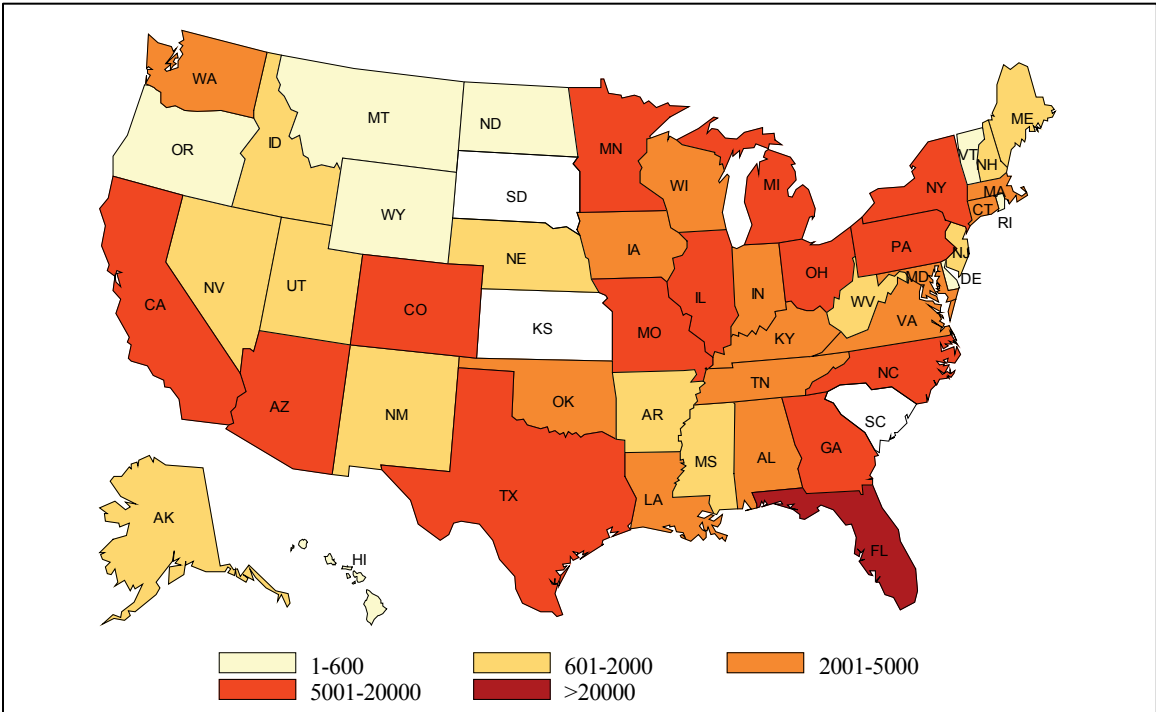 WA
MT
ND
MN
ME
OR
ID
VT
NH
WI
MI
NY
MA
SD
WY
CT
RI
IA
PA
NE
NJ
NV
UT
IL
IN
OH
MD
DE
CA
CO
WV
VA
KS
MO
KY
NC
TN
AZ
NM
OK
AR
SC
MS
AL
GA
TX
LA
AK
HI
FL
1-600
601-2000
2001-5000
5001-20000
>20000